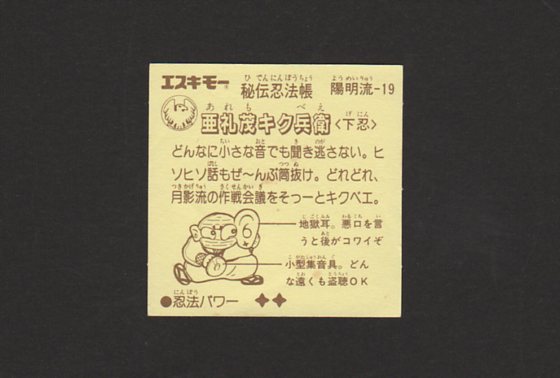 エスキモー® 秘伝忍法帳 陽明流-19
ひでんにんぽうちょう ようめいりゅう
あれも べえ げにん
亜礼茂キク兵衛〈下忍〉
どんなに小さな音でも聞き逃さない。ヒ
ソヒソ話もぜ〜んぶ筒抜け。どれどれ、
月影流の作戦会議をそっーとキクベエ。
地獄耳。悪口を言
うと後がコワイぞ
小型集音具。どん
な遠くも盗聴OK
●忍法パワー ✦✦